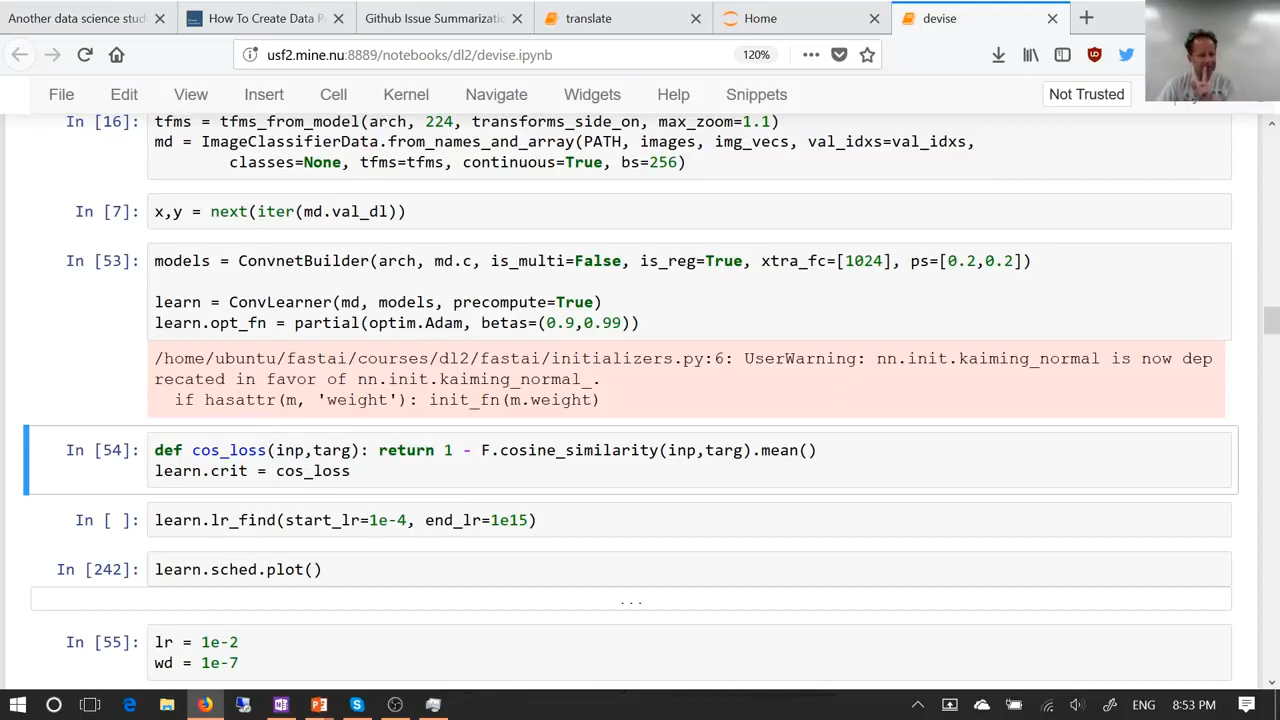 Another data science stud
How To Create Data P
Github Issue Summarizatio
translate
Home
devise
usf2.mine.nu:8889/notebooks/dl2/devise.ipynb
120%
File Edit View Insert Cell Kernel Navigate Widgets Help Snippets
Not Trusted
In [16]: tfms = tfms_from_model(arch, 224, transforms_side_on, max_zoom=1.1)
md = ImageClassifierData.from_names_and_array(PATH, images, img_vecs, val_idxs=val_idxs,
classes=None, tfms=tfms, continuous=True, bs=256)
In [7]: x,y = next(iter(md.val_dl))
In [53]: models = ConvnetBuilder(arch, md.c, is_multi=False, is_reg=True, xtra_fc=[1024], ps=[0.2,0.2])
learn = ConvLearner(md, models, precompute=True)
learn.opt_fn = partial(optim.Adam, betas=(0.9,0.99))
/home/ubuntu/fastai/courses/dl2/fastai/initializers.py:6: UserWarning: nn.init.kaiming_normal is now dep
recated in favor of nn.init.kaiming_normal_.
if hasattr(m, 'weight'): init_fn(m.weight)
In [54]: def cos_loss(inp,targ): return 1 - F.cosine_similarity(inp,targ).mean()
learn.crit = cos_loss
In [ ]: learn.lr_find(start_lr=1e-4, end_lr=1e15)
In [242]: learn.sched.plot()
...
In [55]: lr = 1e-2
wd = 1e-7
ENG
8:53 PM